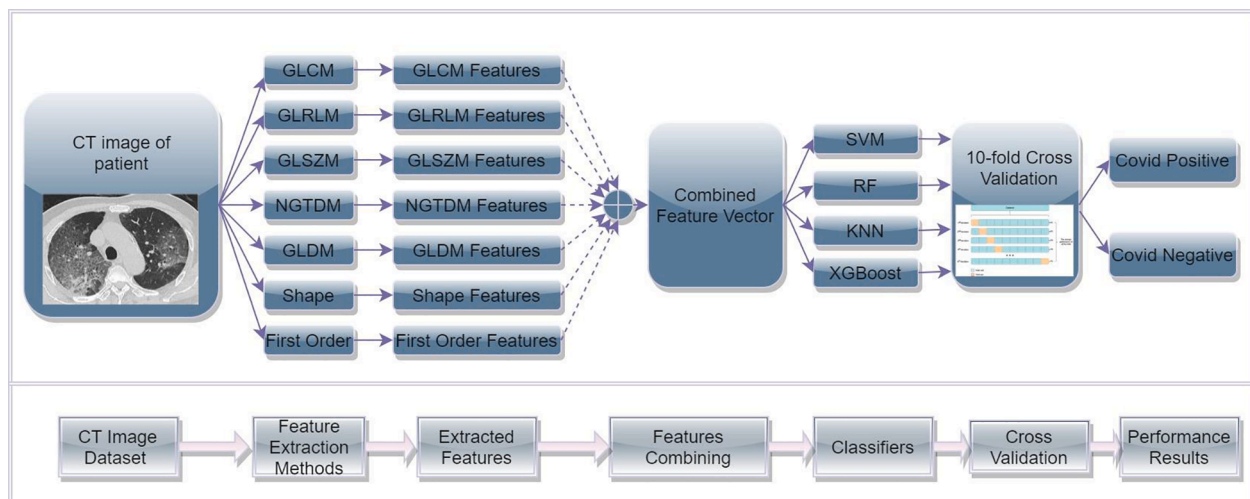 CT image of
patient
GLCM
GLRLM
GLSZM
NGTDM
GLDM
Shape
First Order
GLCM Features
GLRLM Features
GLSZM Features
NGTDM Features
GLDM Features
Shape Features
First Order Features
Combined
Feature Vector
SVM
RF
KNN
XGBoost
10-fold Cross
Validation
Covid Positive
Covid Negative
CT Image
Dataset
Feature
Extraction
Methods
Extracted
Features
Features
Combining
Classifiers
Cross
Validation
Performance
Results